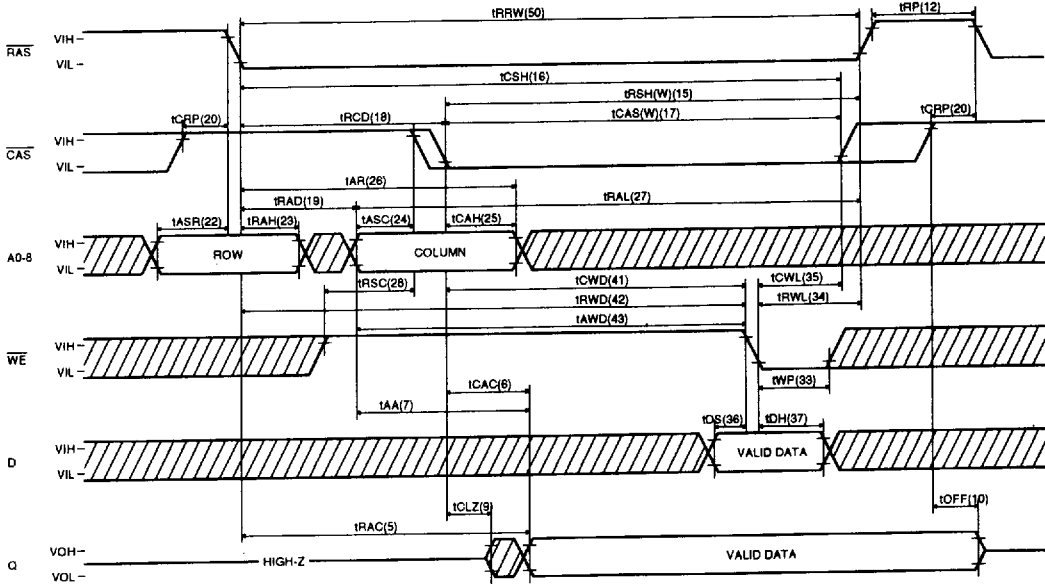 tRRW(50)
tRP(12)
RAS
VIH
VIL
tCSH(16)
tRSH(W)(15)
tCRP(20)
tRCD(18)
tCAS(W)(17)
tCRP(20)
CAS
VIH
VIL
tAR(26)
tRAD(19)
tRAL(27)
tASR(22)
tRAH(23)
tASC(24)
tCAH(25)
A0-8
VIH
VIL
ROW
COLUMN
tRSC(28)
tCWD(41)
tCWL(35)
tRWD(42)
tRWL(34)
tAWD(43)
WE
VIH
VIL
tCAC(6)
tWP(33)
tAA(7)
tDS(36)
tDH(37)
D
VIH
VIL
VALID DATA
tCLZ(9)
tOFF(10)
tRAC(5)
Q
VOH
VOL
HIGH-Z
VALID DATA